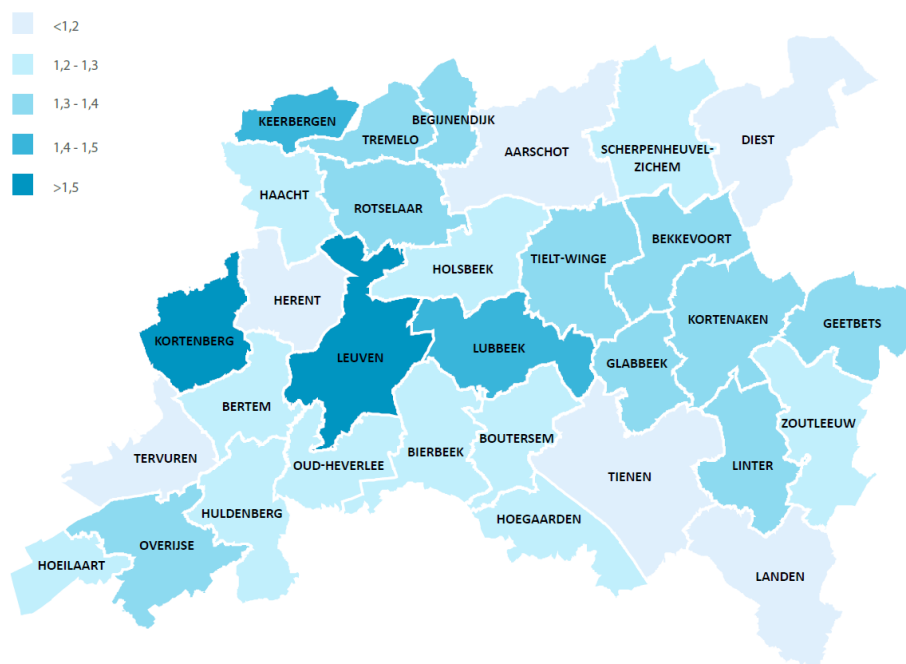 <1,2
1,2 - 1,3
1,3 - 1,4
1,4 - 1,5
>1,5
KEERBERGEN
TREMELO
BEGIJNENDIJK
AARSCHOT
SCHERPENHEUVEL-
ZICHEM
DIEST
HAACHT
ROTSELAAR
HOLSBEEK
TIELT-WINGE
BEKKEVOORT
HERENT
KORTENBERG
LEUVEN
LUBBEEK
GLABBEEK
KORTENAKEN
GEETBETS
BERTEM
ZOUTLEEUW
TERVUREN
OUD-HEVERLEE
BIERBEEK
BOUTERSEM
TIENEN
LINTER
HULDENBERG
HOEGAARDEN
OVERIJSE
HOEILAART
LANDEN